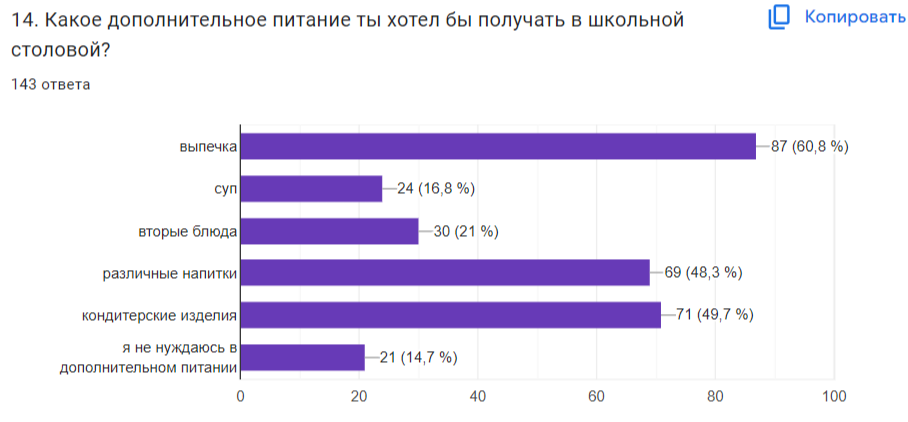 14. Какое дополнительное питание ты хотел бы получать в школьной
столовой?
Копировать
143 ответа
выпечка
87 (60,8 %)
суп
24 (16,8 %)
вторые блюда
30 (21 %)
различные напитки
69 (48,3 %)
кондитерские изделия
71 (49,7 %)
я не нуждаюсь в
дополнительном питании
21 (14,7 %)
0 20 40 60 80 100